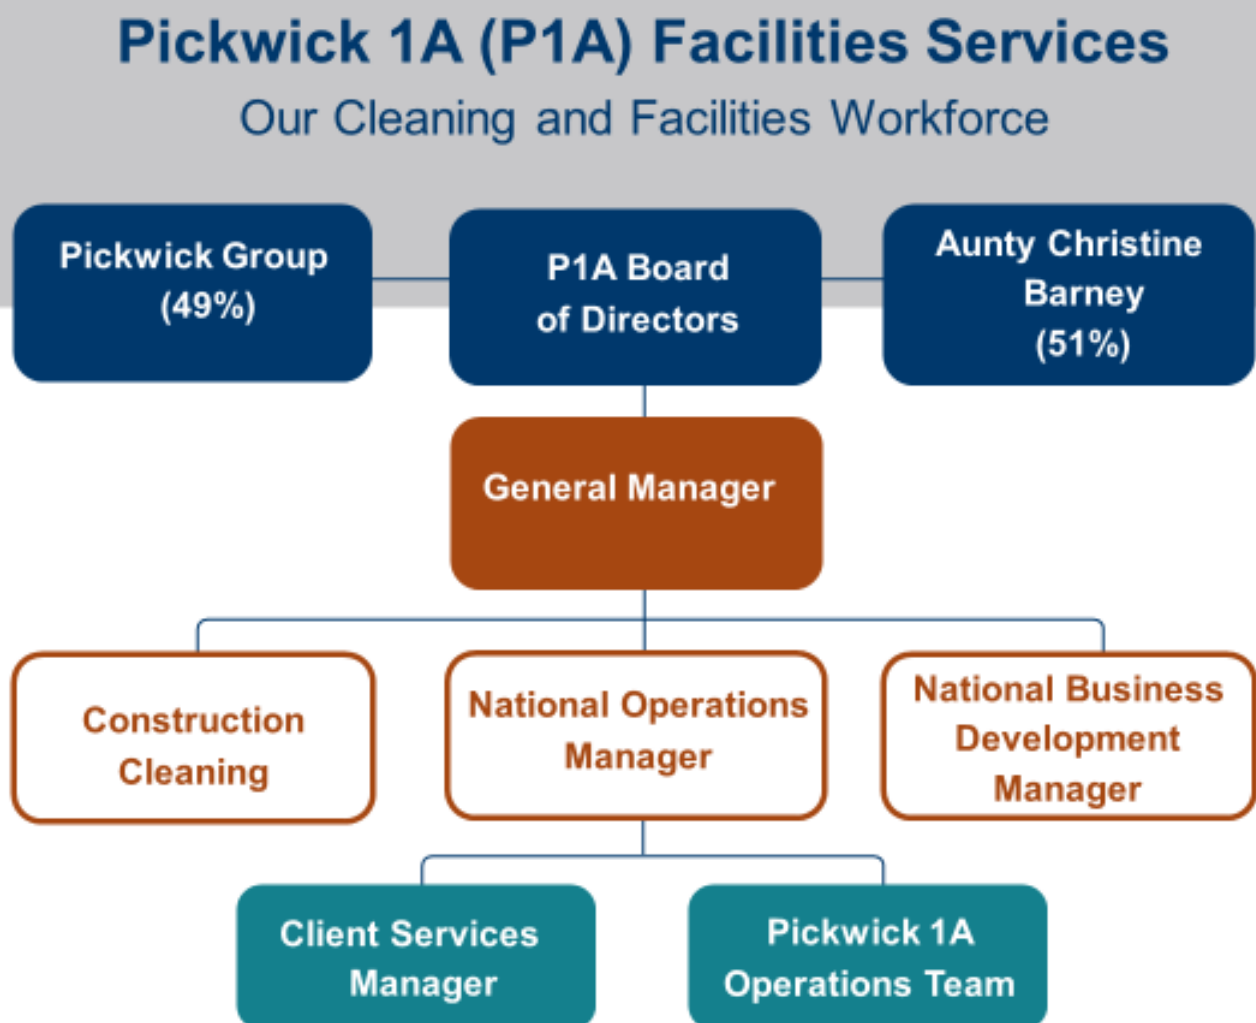 Pickwick 1A (P1A) Facilities Services
Our Cleaning and Facilities Workforce
Pickwick Group
(49%)
P1A Board
of Directors
Aunty Christine
Barney
(51%)
General Manager
Construction
Cleaning
National Operations
Manager
National Business
Development
Manager
Client Services
Manager
Pickwick 1A
Operations Team